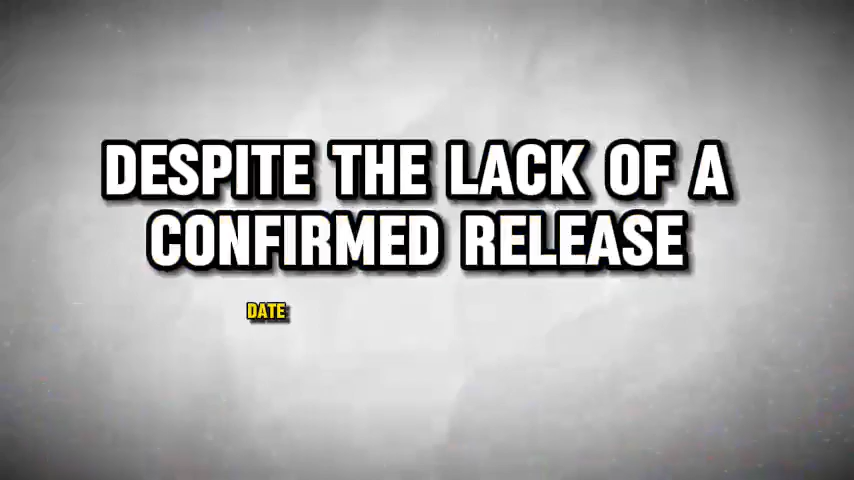 DESPITE THE LACK OF A
CONFIRMED RELEASE
DATE